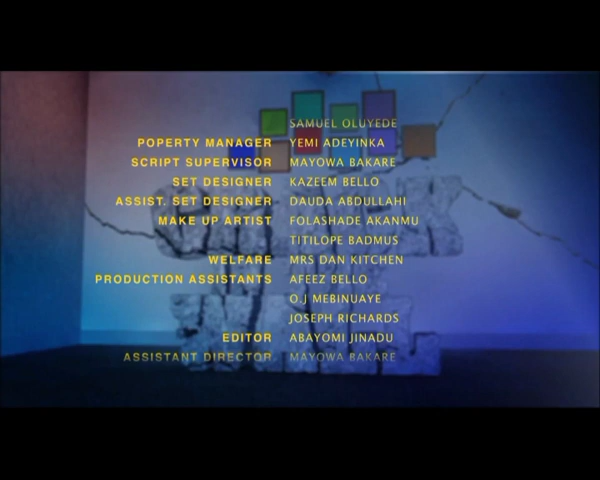 SAMUEL OLUYEDE
POPERTY MANAGER YEMI ADEYINKA
SCRIPT SUPERVISOR MAYOWA BAKARE
SET DESIGNER KAZEEM BELLO
ASSIST. SET DESIGNER DAUDA ABDULLAHI
MAKE UP ARTIST FOLASHADE AKANMU
TITILOPE BADMUS
WELFARE MRS DAN KITCHEN
PRODUCTION ASSISTANTS AFEEZ BELLO
O.J MEBINUAYE
JOSEPH RICHARDS
EDITOR ABAYOMI JINADU
ASSISTANT DIRECTOR MAYOWA BAKARE